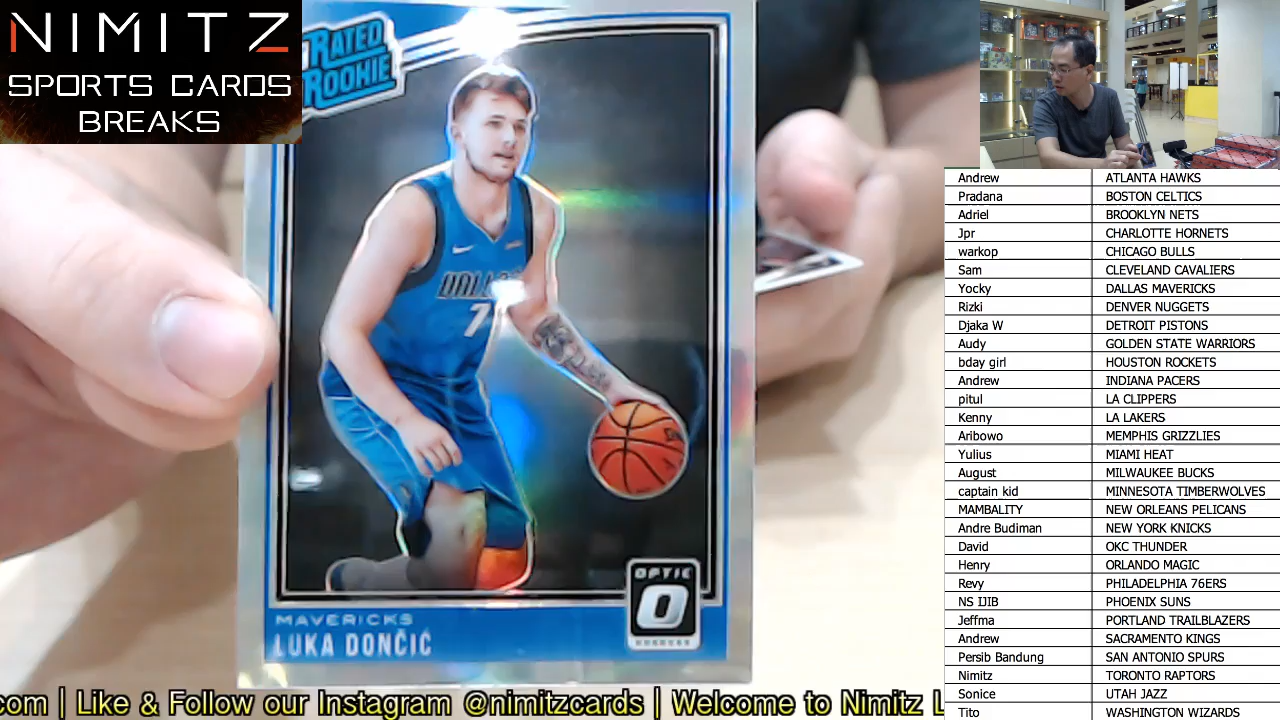 NIMITZ
SPORTS CARDS
BREAKS
RATED
ROOKIE
7
OPTIC
MAVERICKS
LUKA DONČIĆ
Andrew ATLANTA HAWKS
Pradana BOSTON CELTICS
Adriel BROOKLYN NETS
Jpr CHARLOTTE HORNETS
warkop CHICAGO BULLS
Sam CLEVELAND CAVALIERS
Yocky DALLAS MAVERICKS
Rizki DENVER NUGGETS
Djaka W DETROIT PISTONS
Audy GOLDEN STATE WARRIORS
bday girl HOUSTON ROCKETS
Andrew INDIANA PACERS
pitul LA CLIPPERS
Kenny LA LAKERS
Aribowo MEMPHIS GRIZZLIES
Yulius MIAMI HEAT
August MILWAUKEE BUCKS
captain kid MINNESOTA TIMBERWOLVES
MAMBALITY NEW ORLEANS PELICANS
Andre Budiman NEW YORK KNICKS
David OKC THUNDER
Henry ORLANDO MAGIC
Revy PHILADELPHIA 76ERS
NS IJIB PHOENIX SUNS
Jeffma PORTLAND TRAILBLAZERS
Andrew SACRAMENTO KINGS
Persib Bandung SAN ANTONIO SPURS
Nimitz TORONTO RAPTORS
Sonice UTAH JAZZ
Tito WASHINGTON WIZARDS
com | Like & Follow our Instagram @nimitzcards | Welcome to Nimitz L